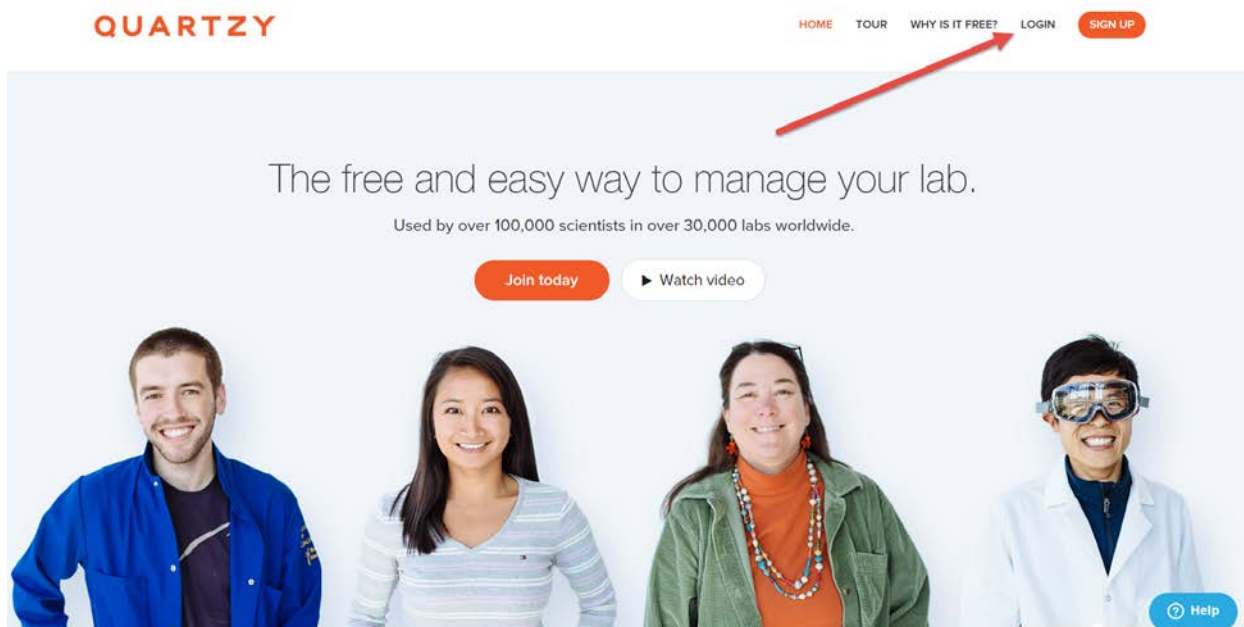 QUARTZY
HOME TOUR WHY IS IT FREE? LOGIN SIGN UP
The free and easy way to manage your lab.
Used by over 100,000 scientists in over 30,000 labs worldwide.
Join today
Watch video
Help